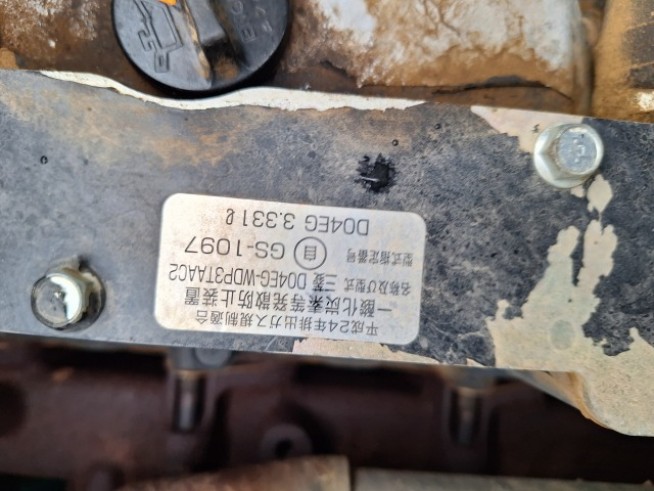 平成24年排出ガス規制適合
一酸化炭素等発散防止装置
名称及び型式 三菱 D04EG-WDP3TAAC2
型式指定番号 自 GS-1097
D04EG 3.331ℓ